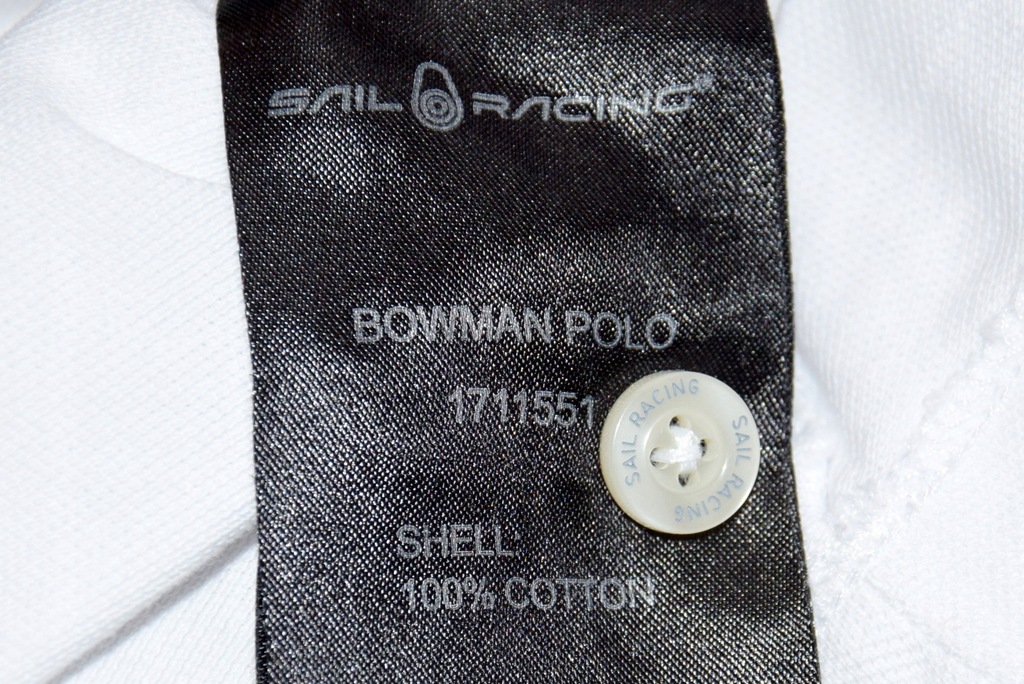 SAIL RACING®
BOWMAN POLO
1711551
SAIL RACING
SAIL RACING
SHELL:
100% COTTON